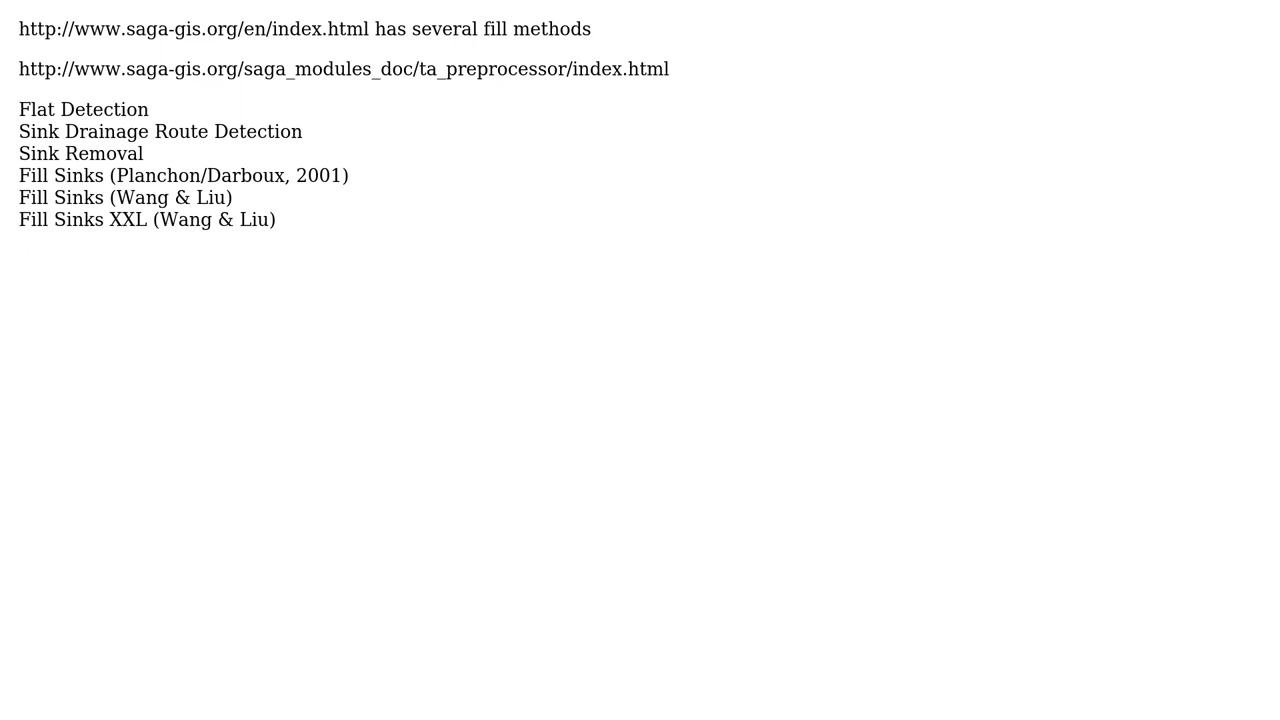 http://www.saga-gis.org/en/index.html has several fill methods
http://www.saga-gis.org/saga_modules_doc/ta_preprocessor/index.html
Flat Detection
Sink Drainage Route Detection
Sink Removal
Fill Sinks (Planchon/Darboux, 2001)
Fill Sinks (Wang & Liu)
Fill Sinks XXL (Wang & Liu)